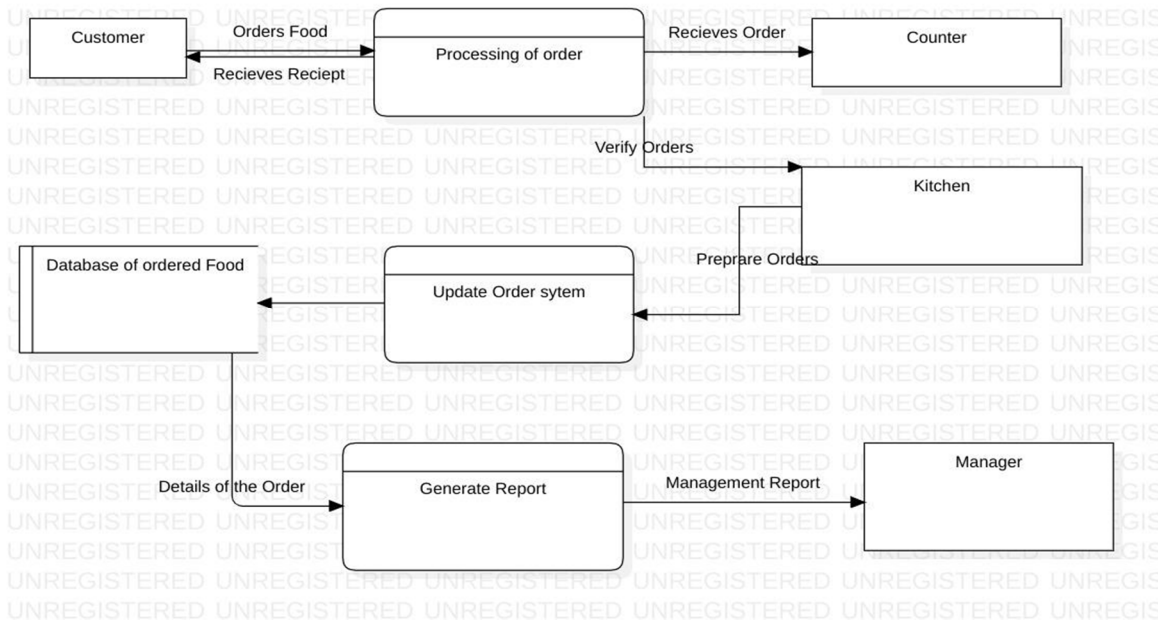 Customer
Orders Food
Recieves Reciept
Processing of order
Recieves Order
Counter
Verify Orders
Kitchen
Preprare Orders
Database of ordered Food
Update Order sytem
Details of the Order
Generate Report
Management Report
Manager
UNREGISTERED